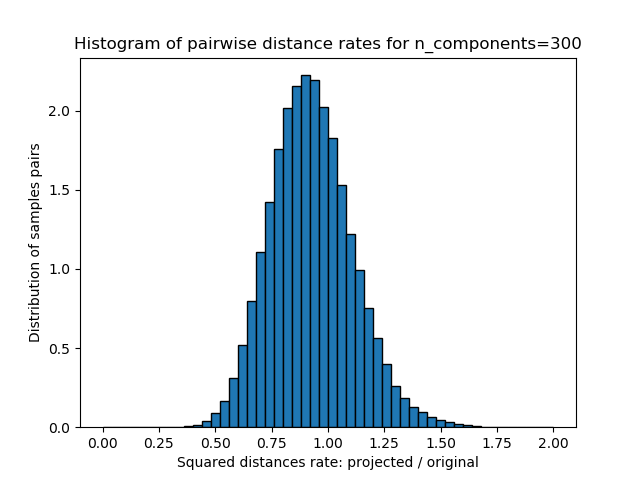 Histogram of pairwise distance rates for n_components=300
Distribution of samples pairs
2.0
1.5
1.0
0.5
0.0
0.00 0.25 0.50 0.75 1.00 1.25 1.50 1.75 2.00
Squared distances rate: projected / original